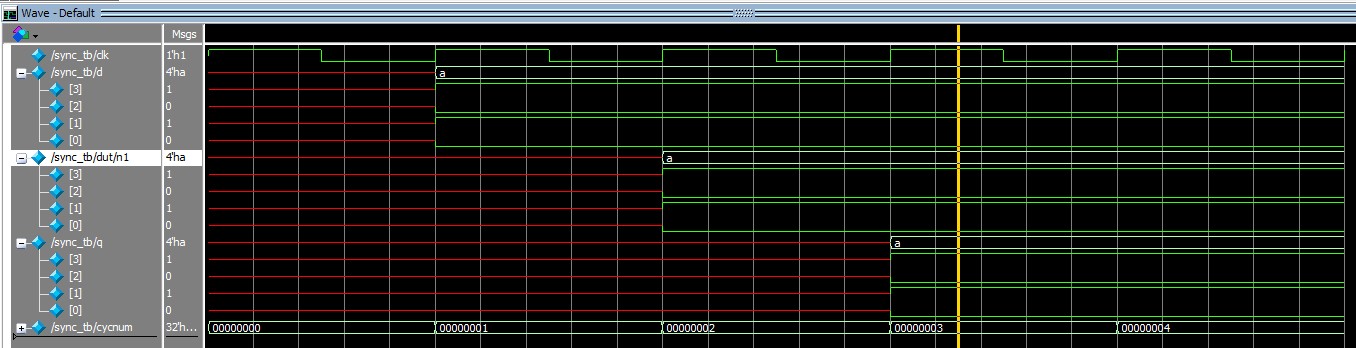 Wave - Default
Msgs
/sync_tb/clk 1'h1
/sync_tb/d 4'ha a
[3] 1
[2] 0
[1] 1
[0] 0
/sync_tb/dut/n1 4'ha a
[3] 1
[2] 0
[1] 1
[0] 0
/sync_tb/q 4'ha a
[3] 1
[2] 0
[1] 1
[0] 0
/sync_tb/cycnum 32'h... 00000000 00000001 00000002 00000003 00000004